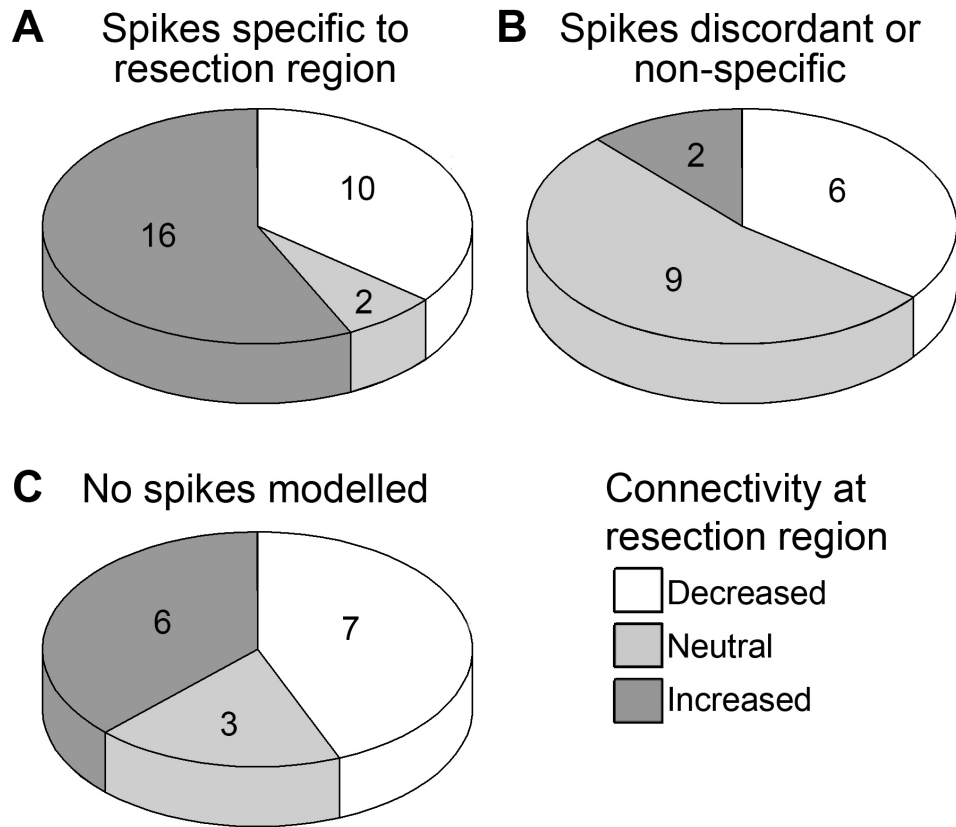 A Spikes specific to
resection region
10
16
2
B Spikes discordant or
non-specific
2
6
9
C No spikes modelled
6
7
3
Connectivity at
resection region
Decreased
Neutral
Increased